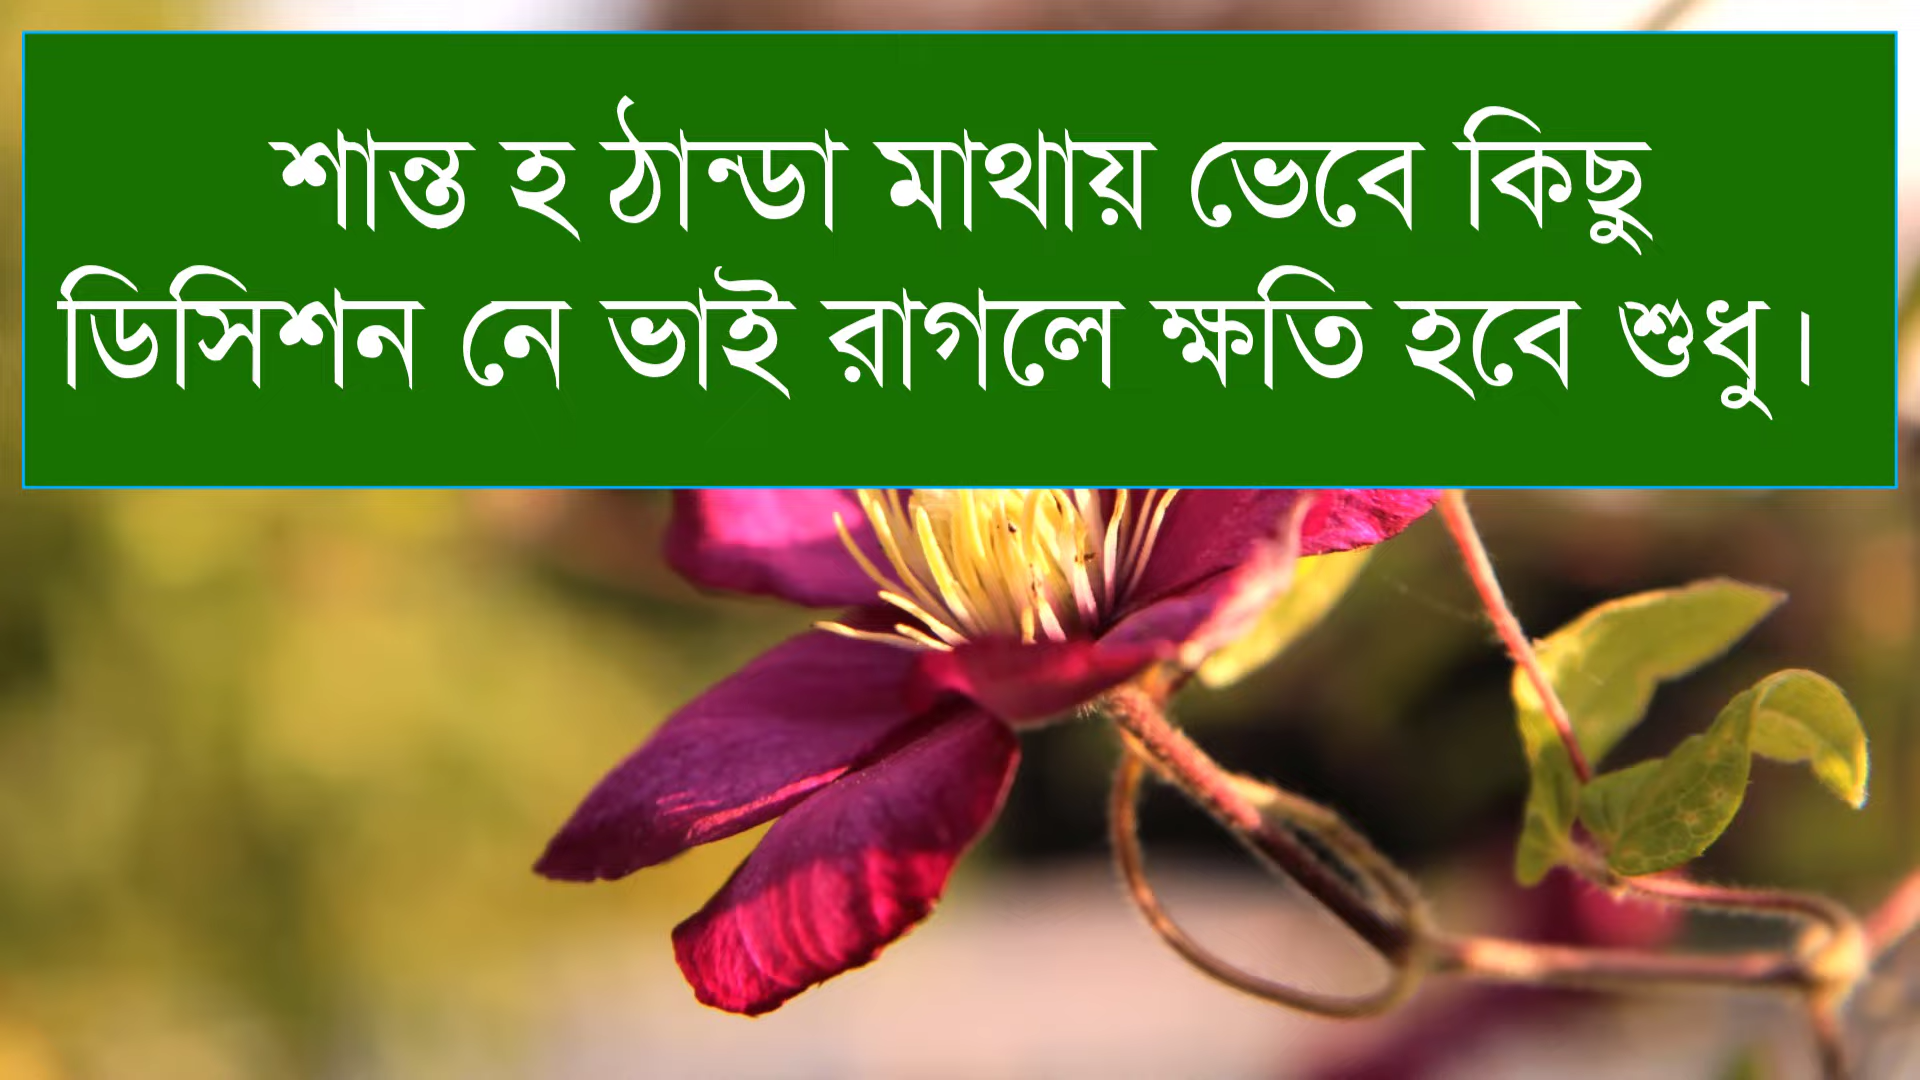 শান্ত হ ঠান্ডা মাথায় ভেবে কিছু
ডিসিশন নে ভাই রাগলে ক্ষতি হবে শুধু।